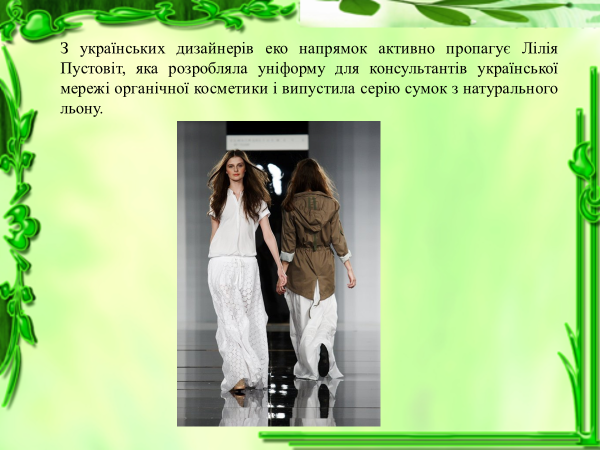 З українських дизайнерів еко напрямок активно пропагує Лілія
Пустовіт, яка розробляла уніформу для консультантів української
мережі органічної косметики і випустила серію сумок з натурального
льону.